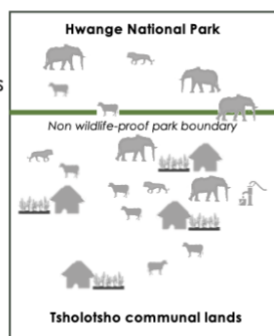 Hwange National Park
s
Non wildlife-proof park boundary
Tsholotsho communal lands